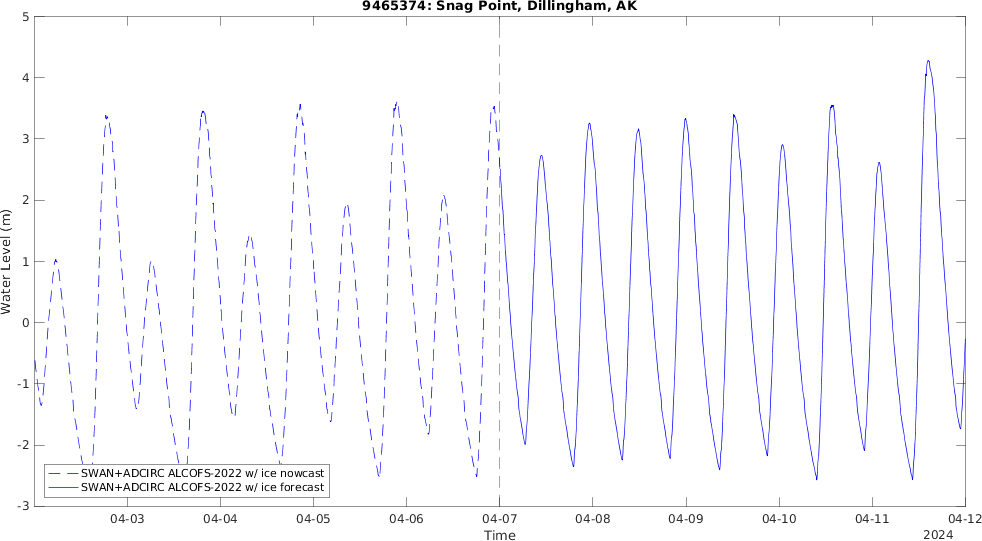 9465374: Snag Point, Dillingham, AK
5
4
3
2
1
0
-1
-2
-3
Water Level (m)
SWAN+ADCIRC ALCOFS-2022 w/ ice nowcast
SWAN+ADCIRC ALCOFS-2022 w/ ice forecast
04-03 04-04 04-05 04-06 04-07 04-08 04-09 04-10 04-11 04-12
Time
2024